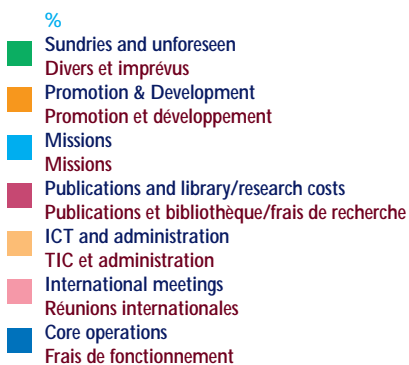 %
Sundries and unforeseen
Divers et imprévus
Promotion & Development
Promotion et développement
Missions
Missions
Publications and library/research costs
Publications et bibliothèque/frais de recherche
ICT and administration
TIC et administration
International meetings
Réunions internationales
Core operations
Frais de fonctionnement